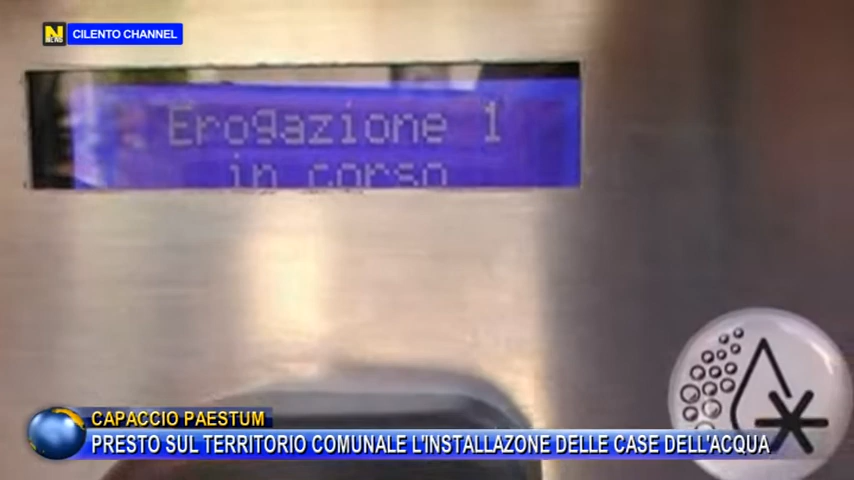 N
CILENTO CHANNEL
Erogazione 1
in corso
CAPACCIO PAESTUM
PRESTO SUL TERRITORIO COMUNALE L'INSTALLAZONE DELLE CASE DELL'ACQUA